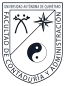 UNIVERSIDAD AUTÓNOMA DE QUERÉTARO
FACULTAD DE CONTADURÍA Y ADMINISTRACIÓN